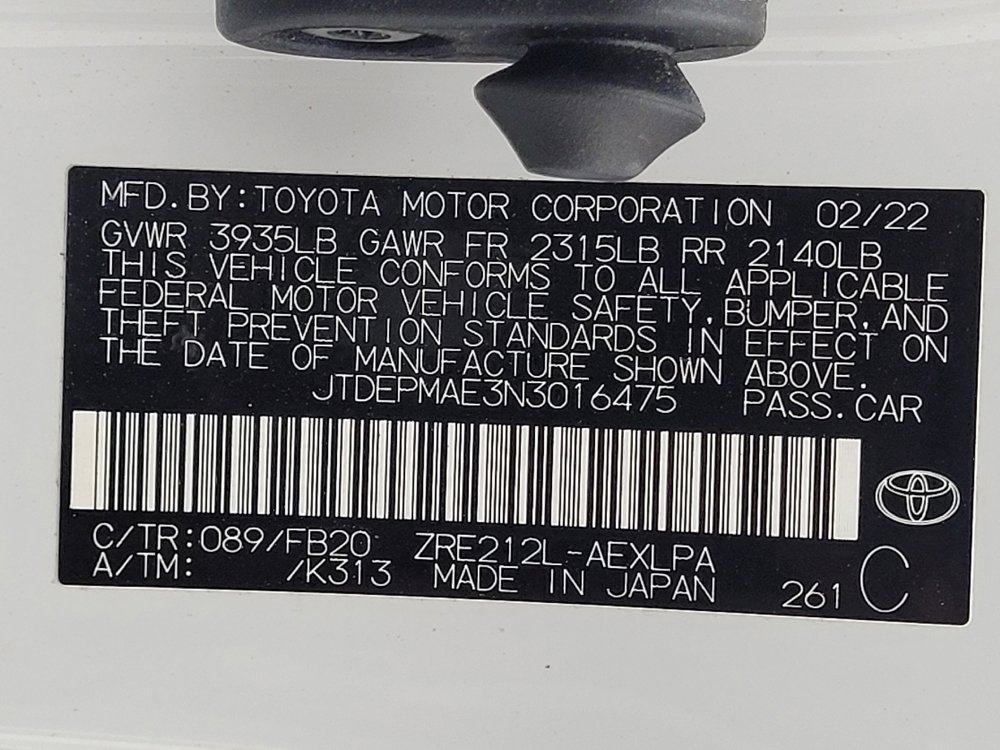 MFD. BY: TOYOTA MOTOR CORPORATION 02/22
GVWR 3935LB GAWR FR 2315LB RR 2140LB
THIS VEHICLE CONFORMS TO ALL APPLICABLE
FEDERAL MOTOR VEHICLE SAFETY, BUMPER, AND
THEFT PREVENTION STANDARDS IN EFFECT ON
THE DATE OF MANUFACTURE SHOWN ABOVE.
JTDEPMAE3N3016475 PASS. CAR
C/TR: 089/FB20 ZRE212L-AEXLPA
A/TM: /K313 MADE IN JAPAN 261 C